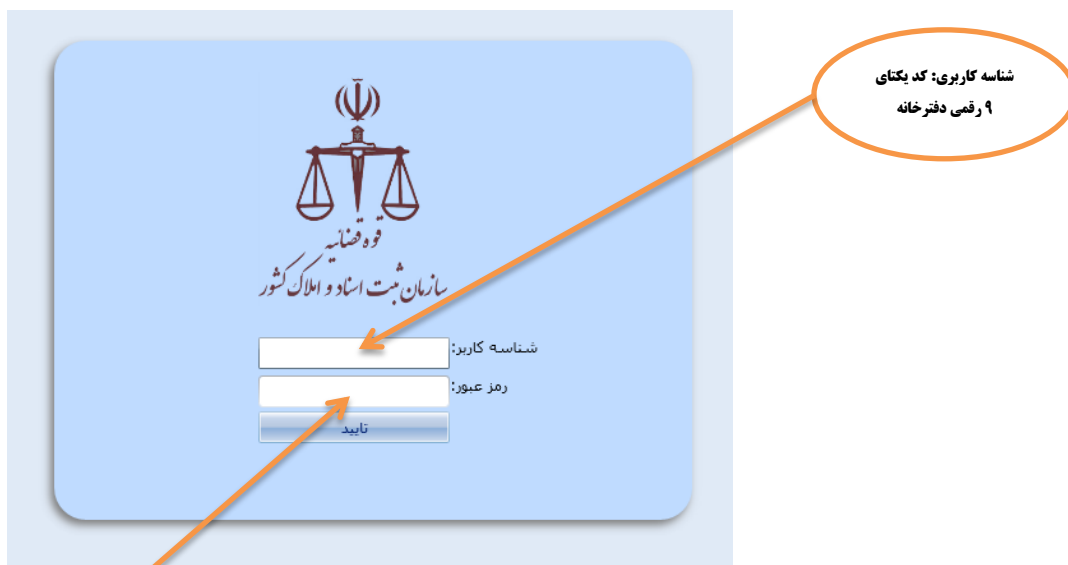 شناسه کاربری: کد یکتای
۹ رقمی دفترخانه
قوه قضائیه
سازمان ثبت اسناد و املاک کشور
شناسه کاربر:
رمز عبور:
تایید